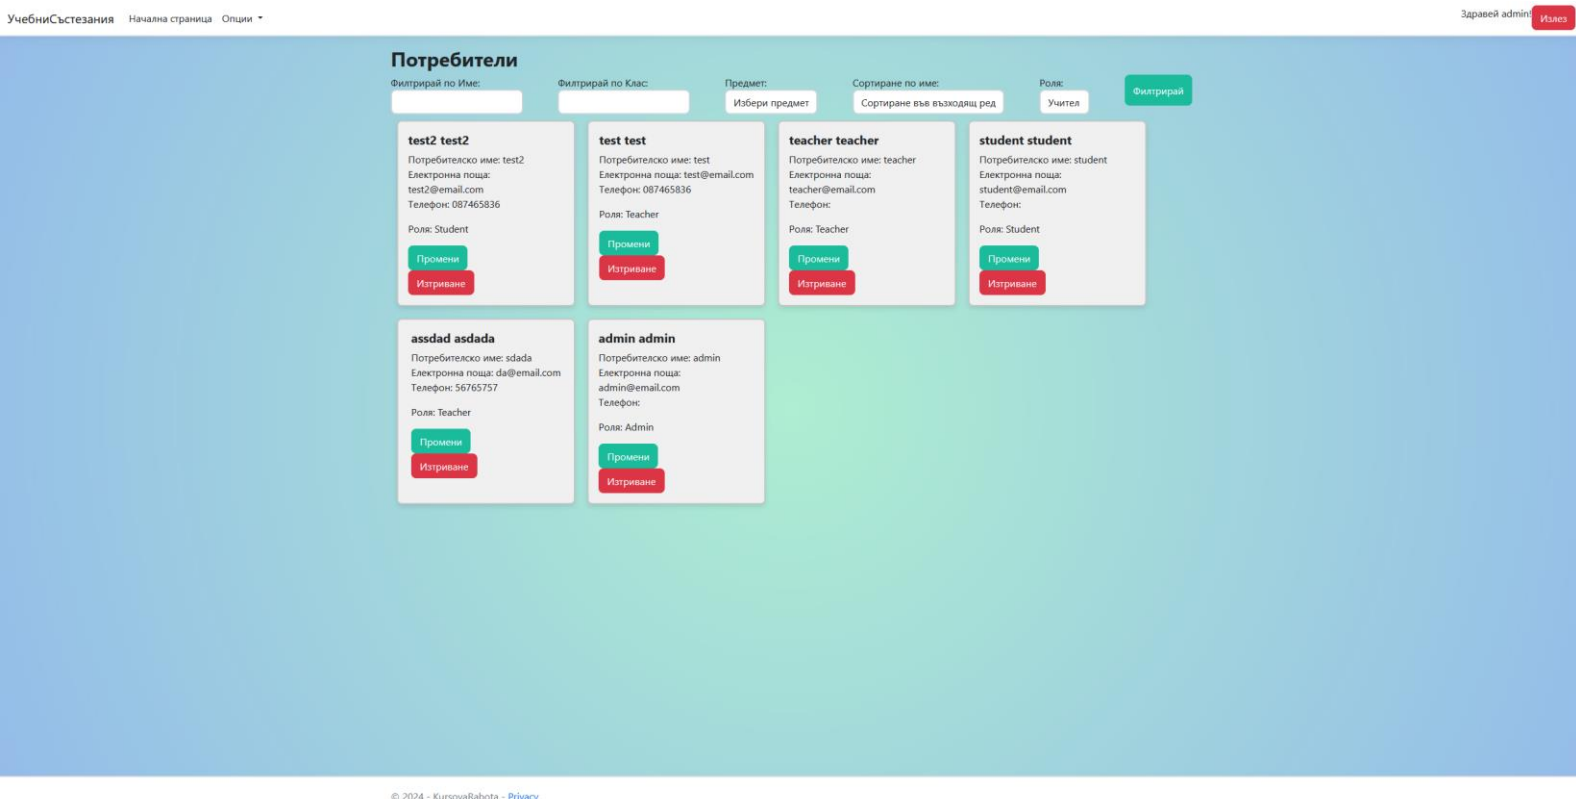 УчебниСъстезания Начална страница Опции Здравей admin! Излез
Потребители
Филтрирай по Име: Филтрирай по Клас: Предмет: Сортиране по име: Роля: Филтрирай
Избери предмет Сортиране във възходящ ред Учител
test2 test2
Потребителско име: test2
Електронна поща:
test2@email.com
Телефон: 087465836
Роля: Student
Промени
Изтриване
test test
Потребителско име: test
Електронна поща: test@email.com
Телефон: 087465836
Роля: Teacher
Промени
Изтриване
teacher teacher
Потребителско име: teacher
Електронна поща:
teacher@email.com
Телефон:
Роля: Teacher
Промени
Изтриване
student student
Потребителско име: student
Електронна поща:
student@email.com
Телефон:
Роля: Student
Промени
Изтриване
assdad asdada
Потребителско име: sdada
Електронна поща: da@email.com
Телефон: 56765757
Роля: Teacher
Промени
Изтриване
admin admin
Потребителско име: admin
Електронна поща:
admin@email.com
Телефон:
Роля: Admin
Промени
Изтриване
© 2024 - KursovaRabota - Privacy